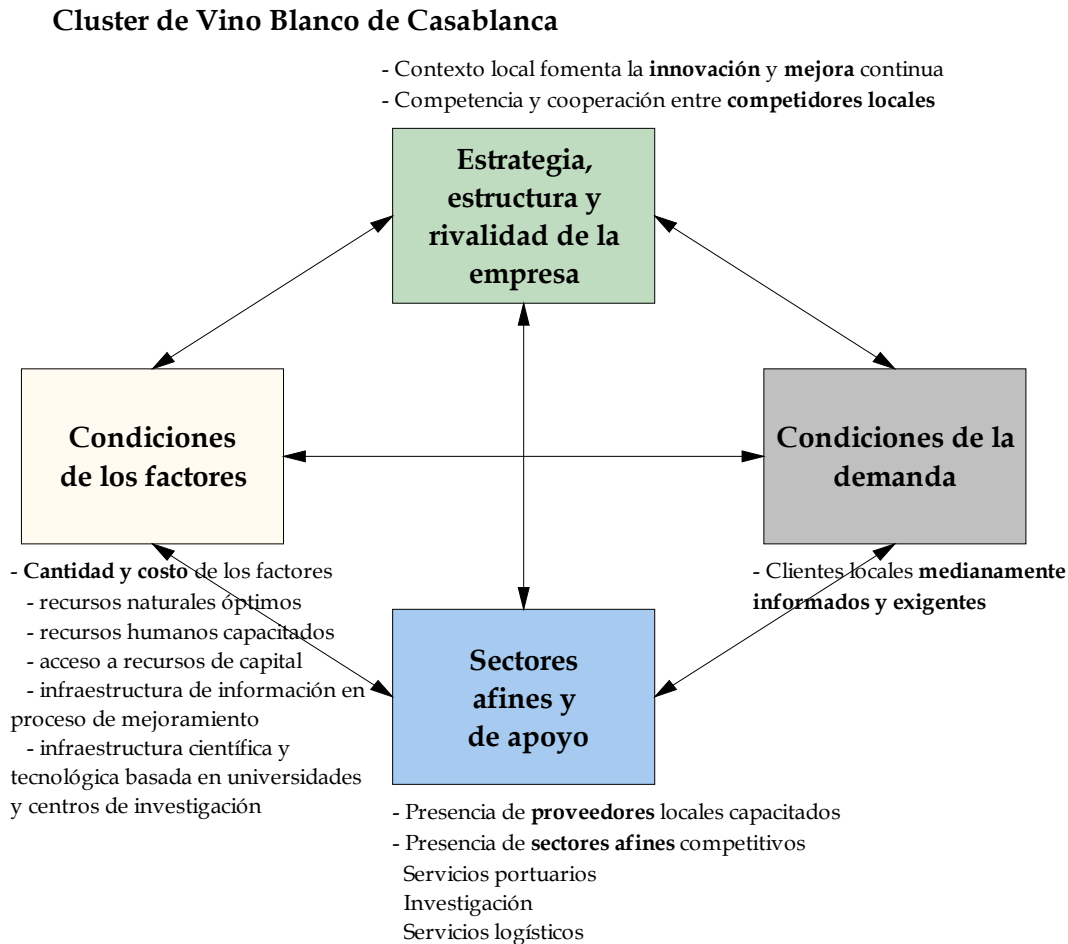 Cluster de Vino Blanco de Casablanca
- Contexto local fomenta la innovación y mejora continua
- Competencia y cooperación entre competidores locales
Estrategia,
estructura y
rivalidad de la
empresa
Condiciones
de los factores
Condiciones de la
demanda
- Cantidad y costo de los factores
- recursos naturales óptimos
- recursos humanos capacitados
- acceso a recursos de capital
- infraestructura de información en
proceso de mejoramiento
- infraestructura científica y
tecnológica basada en universidades
y centros de investigación
- Clientes locales medianamente
informados y exigentes
Sectores
afines y
de apoyo
- Presencia de proveedores locales capacitados
- Presencia de sectores afines competitivos
Servicios portuarios
Investigación
Servicios logísticos